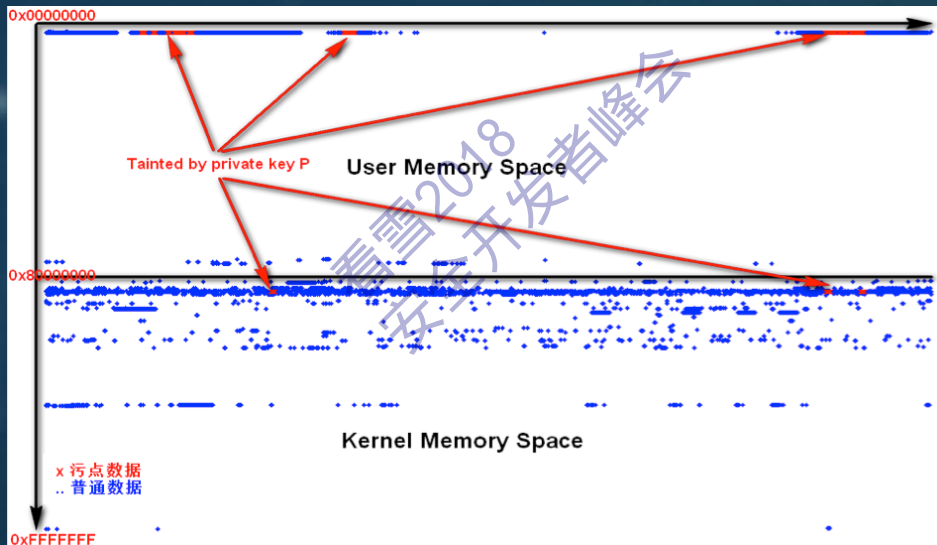 0x00000000
Tainted by private key P
User Memory Space
看雪2018
安全开发者峰会
0x80000000
Kernel Memory Space
x 污点数据
.. 普通数据
0xFFFFFFFF